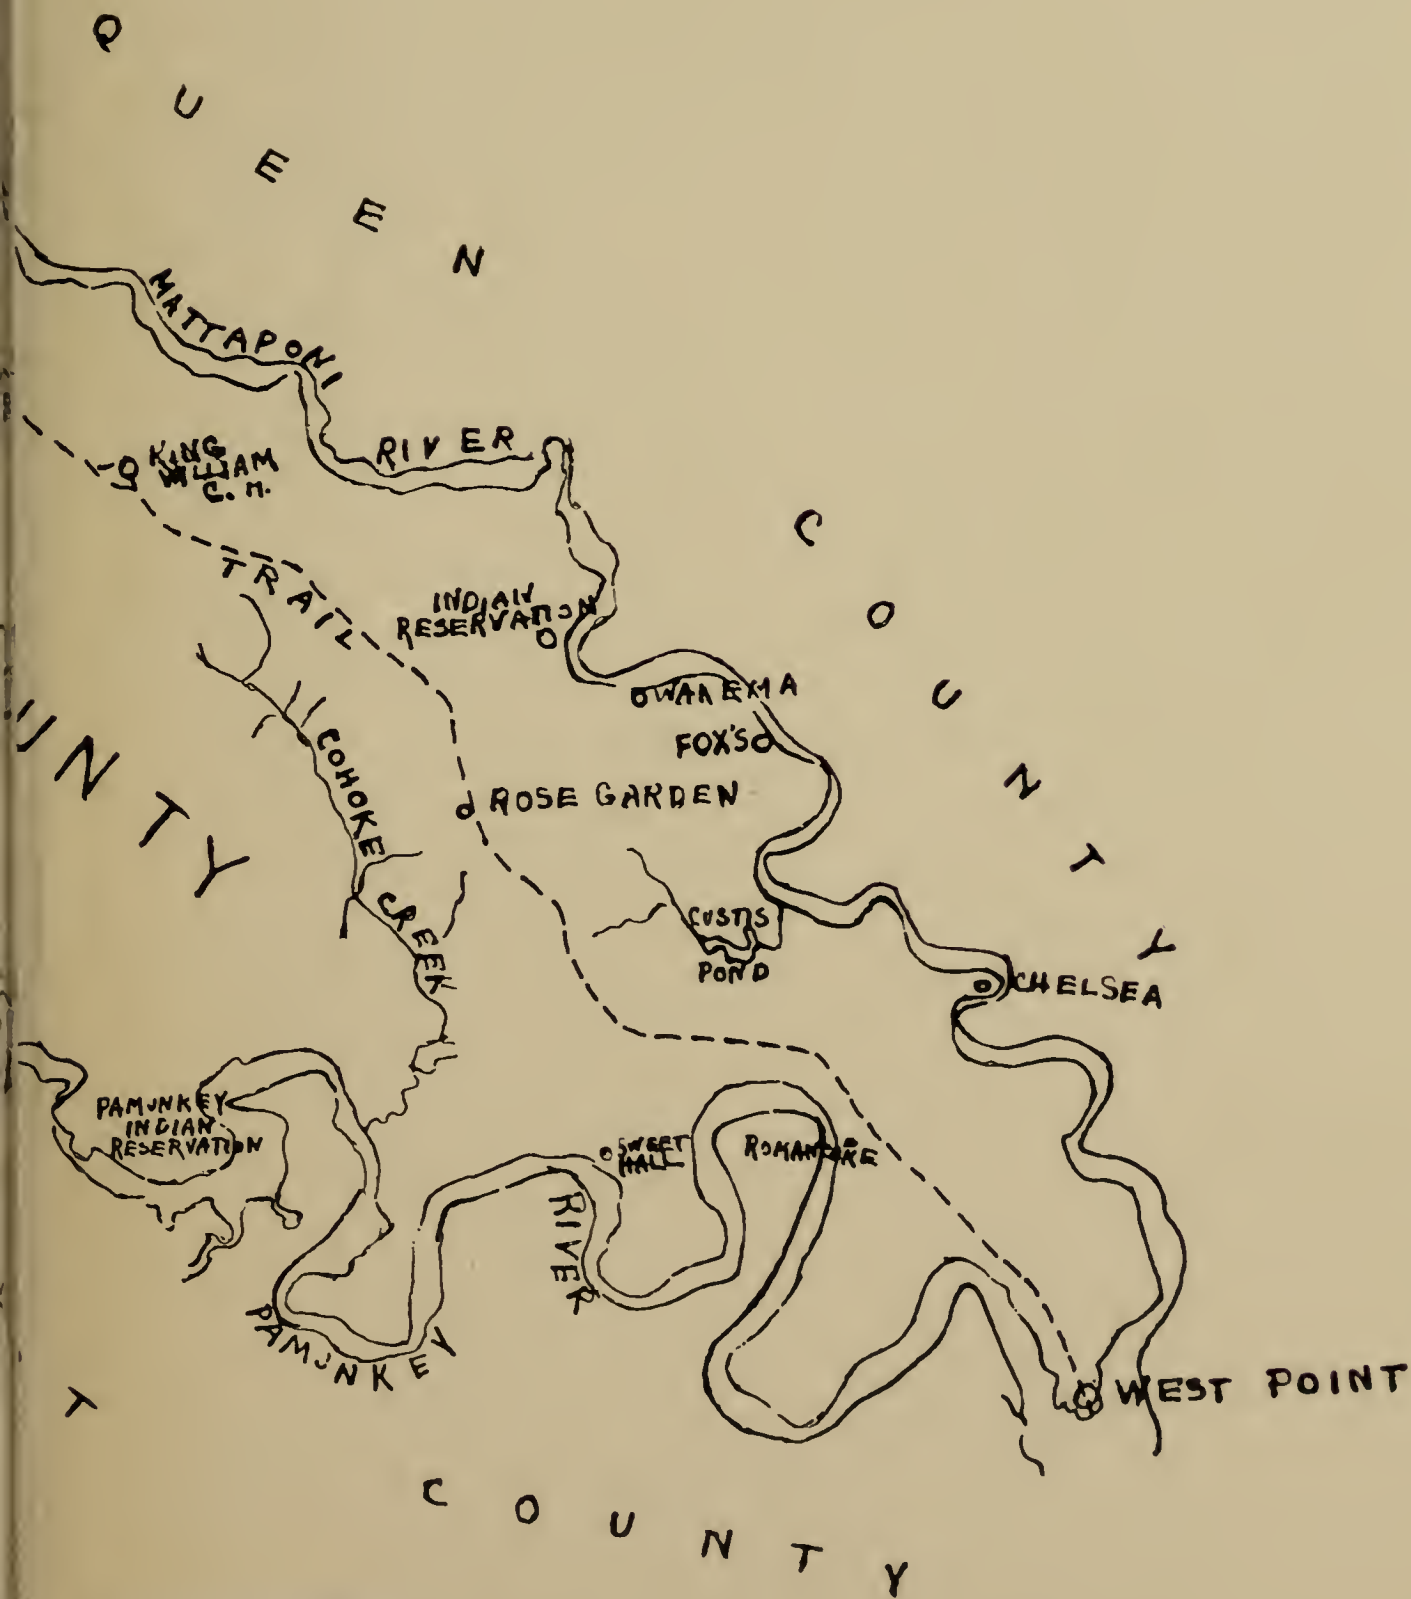 QUEEN
MATTAPONI
RIVER
KING
WILLIAM
C. H.
TRAIL
INDIAN
RESERVATION
COUNTY
FOX'S
UNTY
COHOKE
CREEK
ROSE GARDEN
CUSTIS
POND
CHELSEA
PAMUNKEY
INDIAN
RESERVATION
SWEET
HALL
ROMANCOKE
RIVER
PAMUNKEY
WEST POINT
T
COUNTY